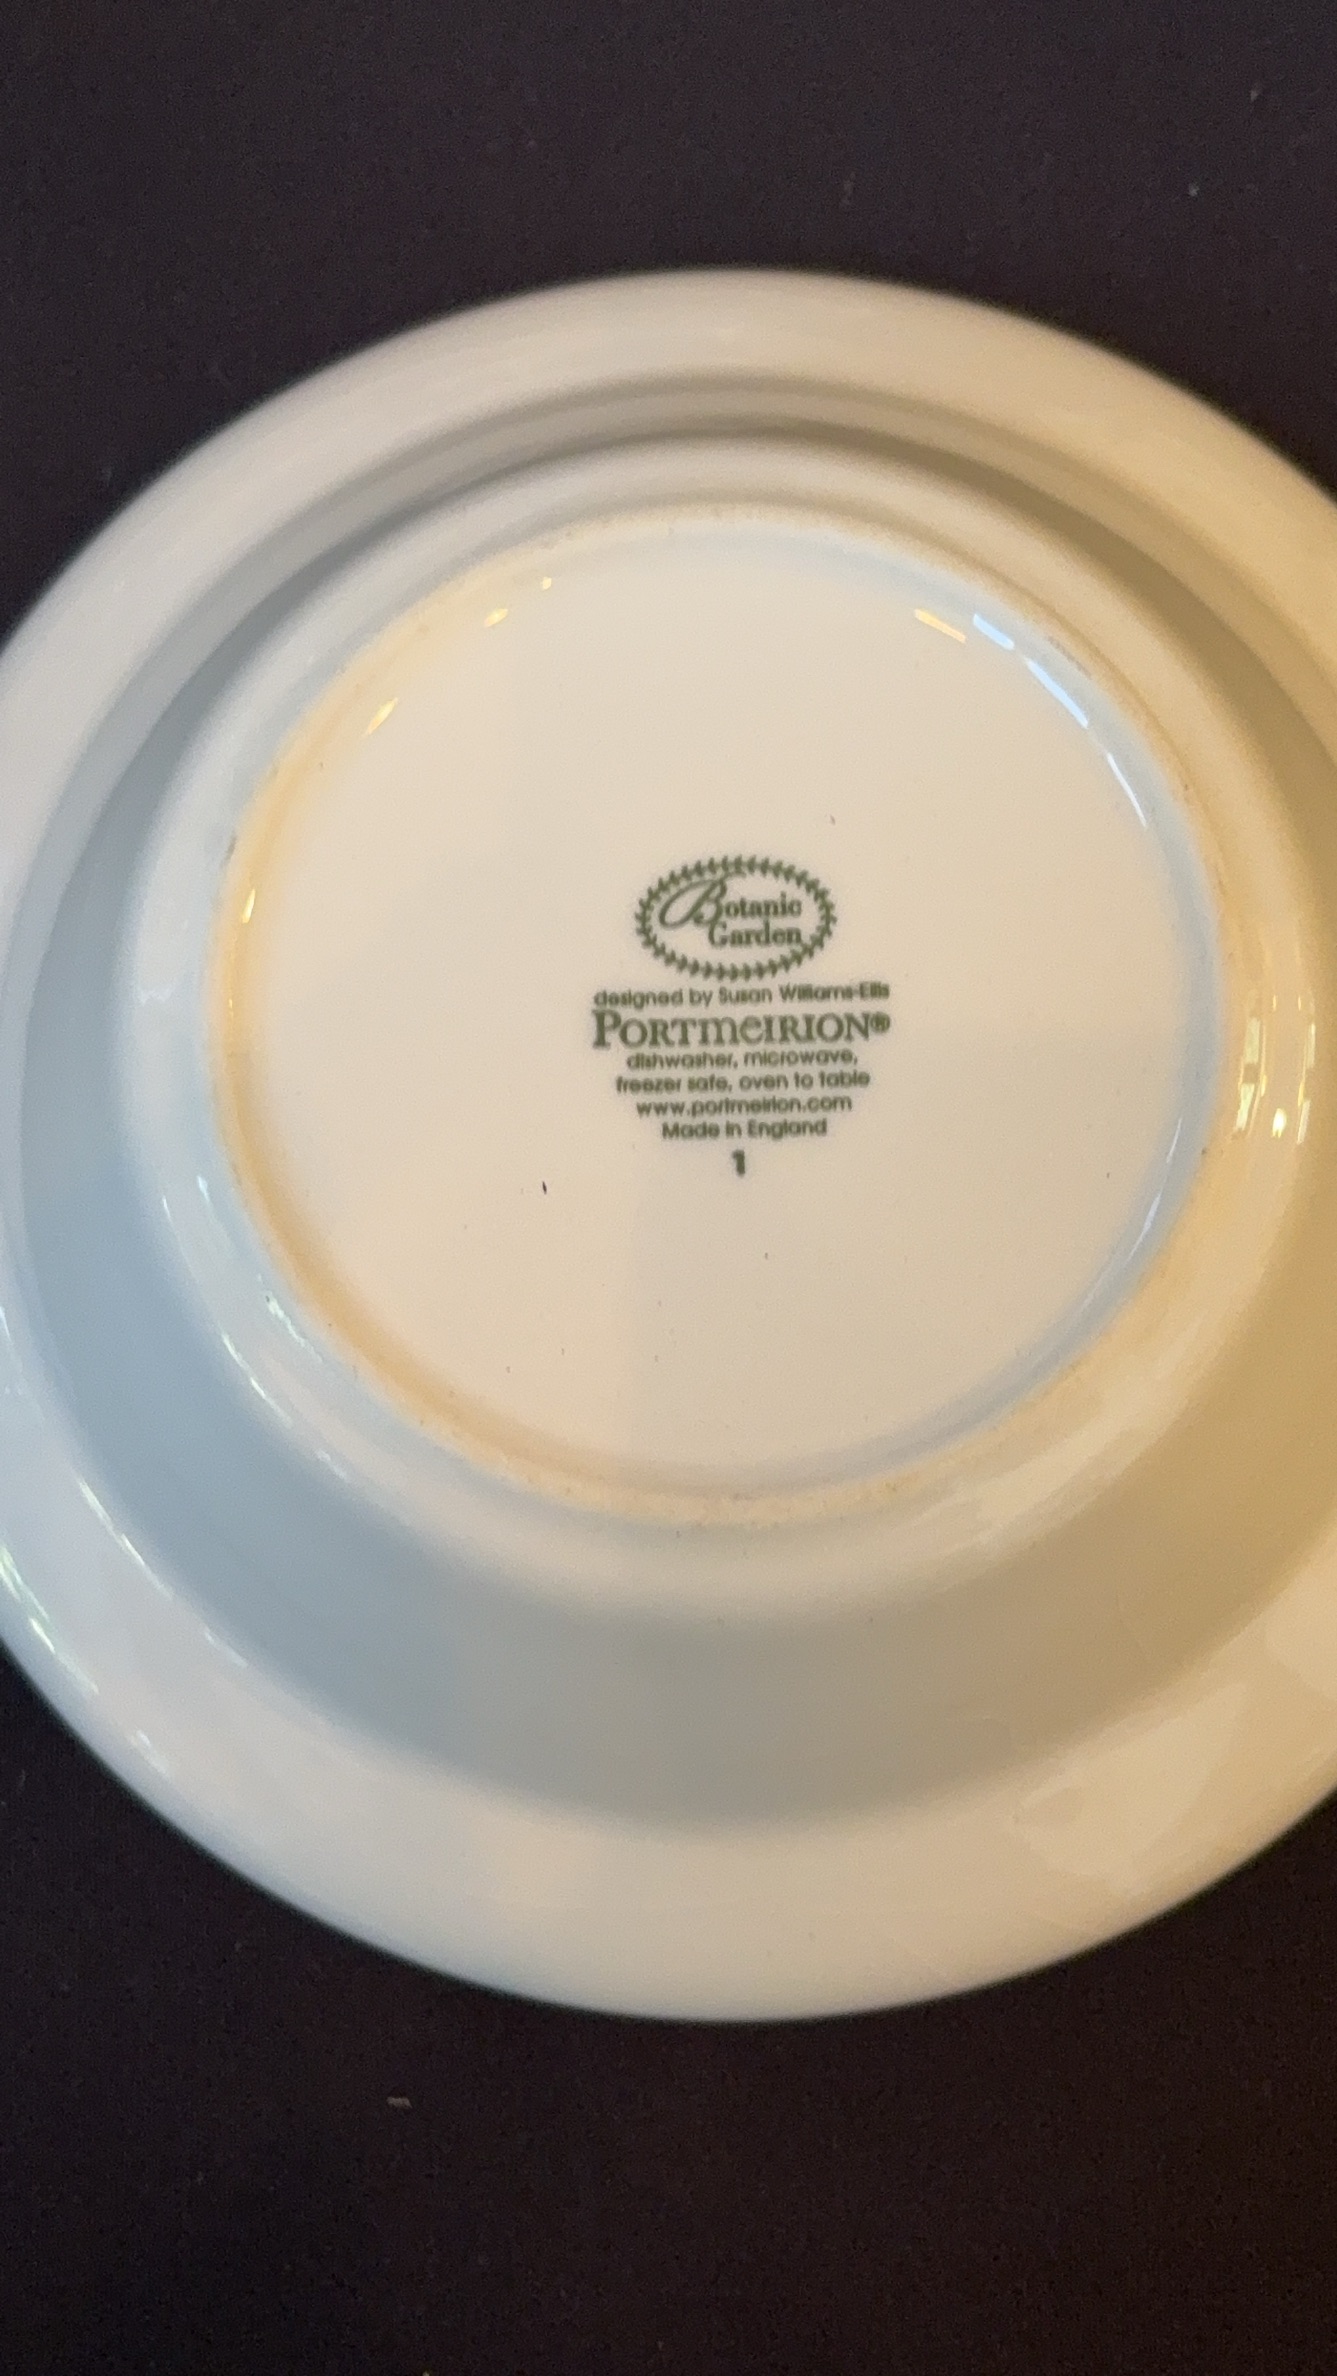 Botanic
Garden
designed by Susan Williams-Ellis
PORTMEIRION®
dishwasher, microwave,
freezer safe, oven to table
www.portmeirion.com
Made in England
1